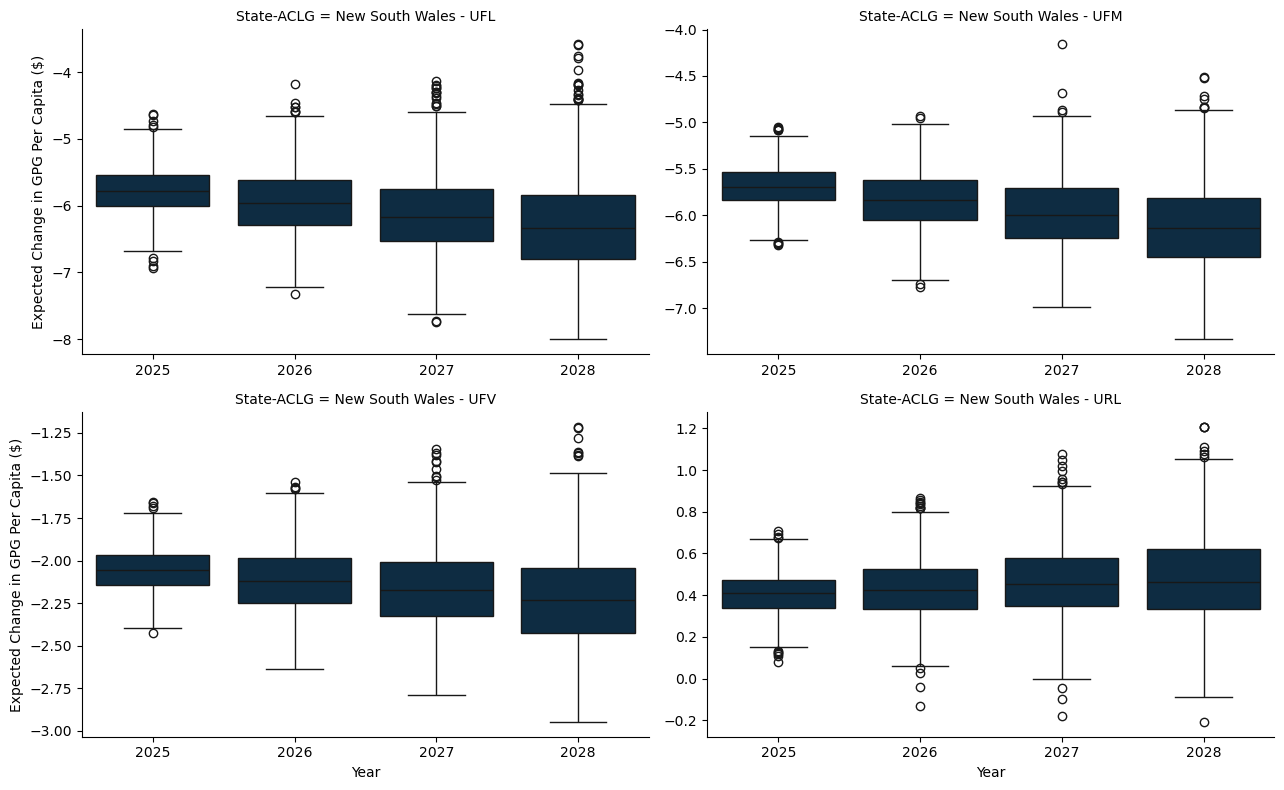 State-ACLG = New South Wales - UFL
Expected Change in GPG Per Capita ($)
−4
−5
−6
−7
−8
2025 2026 2027 2028
State-ACLG = New South Wales - UFM
−4.0
−4.5
−5.0
−5.5
−6.0
−6.5
−7.0
2025 2026 2027 2028
State-ACLG = New South Wales - UFV
Expected Change in GPG Per Capita ($)
−1.25
−1.50
−1.75
−2.00
−2.25
−2.50
−2.75
−3.00
2025 2026 2027 2028
Year
State-ACLG = New South Wales - URL
1.2
1.0
0.8
0.6
0.4
0.2
0.0
−0.2
2025 2026 2027 2028
Year